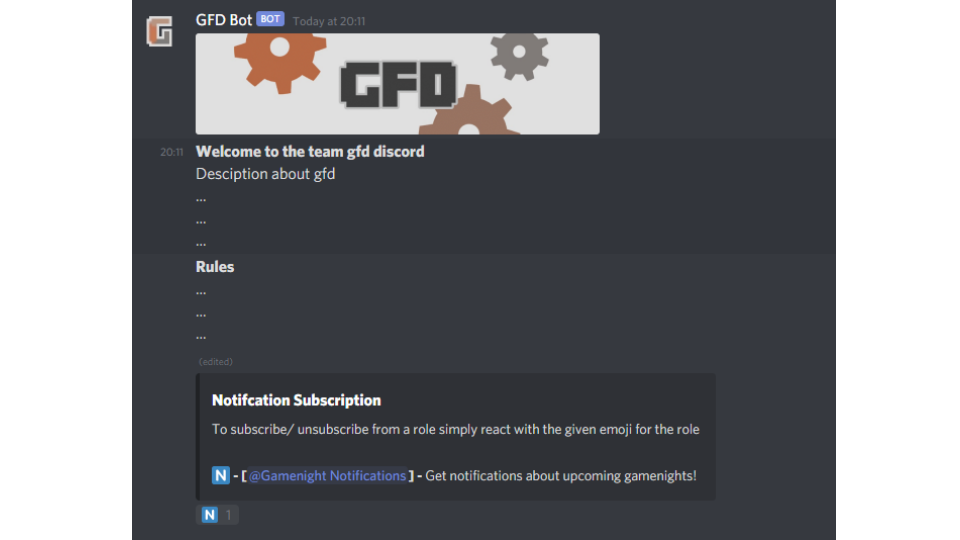 GFD Bot BOT Today at 20:11
GFD
20:11 Welcome to the team gfd discord
Desciption about gfd
...
...
...
Rules
...
...
...
(edited)
Notifcation Subscription
To subscribe/ unsubscribe from a role simply react with the given emoji for the role
N - [ @Gamenight Notifications ] - Get notifications about upcoming gamenights!
N 1